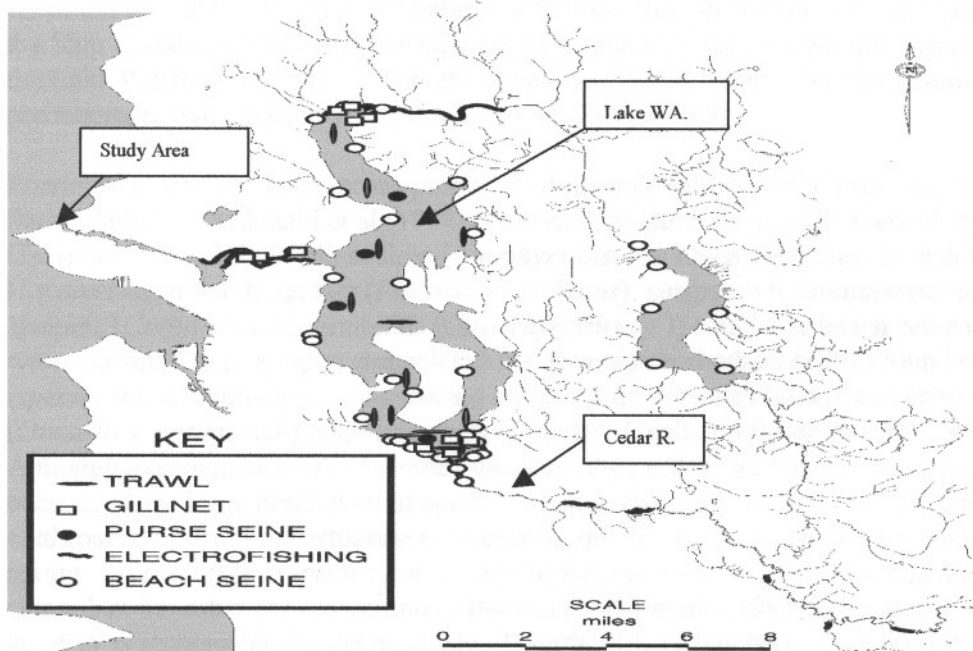 N
Lake WA.
Study Area
Cedar R.
KEY
TRAWL
GILLNET
PURSE SEINE
ELECTROFISHING
BEACH SEINE
SCALE
miles
0 2 4 6 8